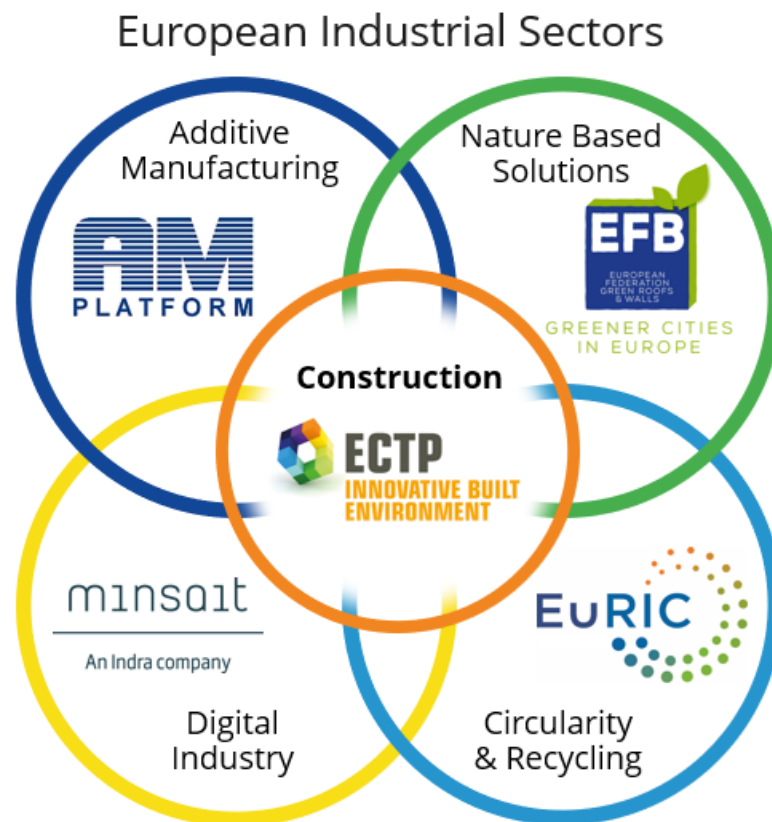 European Industrial Sectors
Additive
Manufacturing
AM
PLATFORM
Nature Based
Solutions
EFB
EUROPEAN
FEDERATION
GREEN ROOFS
& WALLS
GREENER CITIES
IN EUROPE
Construction
ECTP
INNOVATIVE BUILT
ENVIRONMENT
minsait
An Indra company
Digital
Industry
EuRIC
Circularity
& Recycling